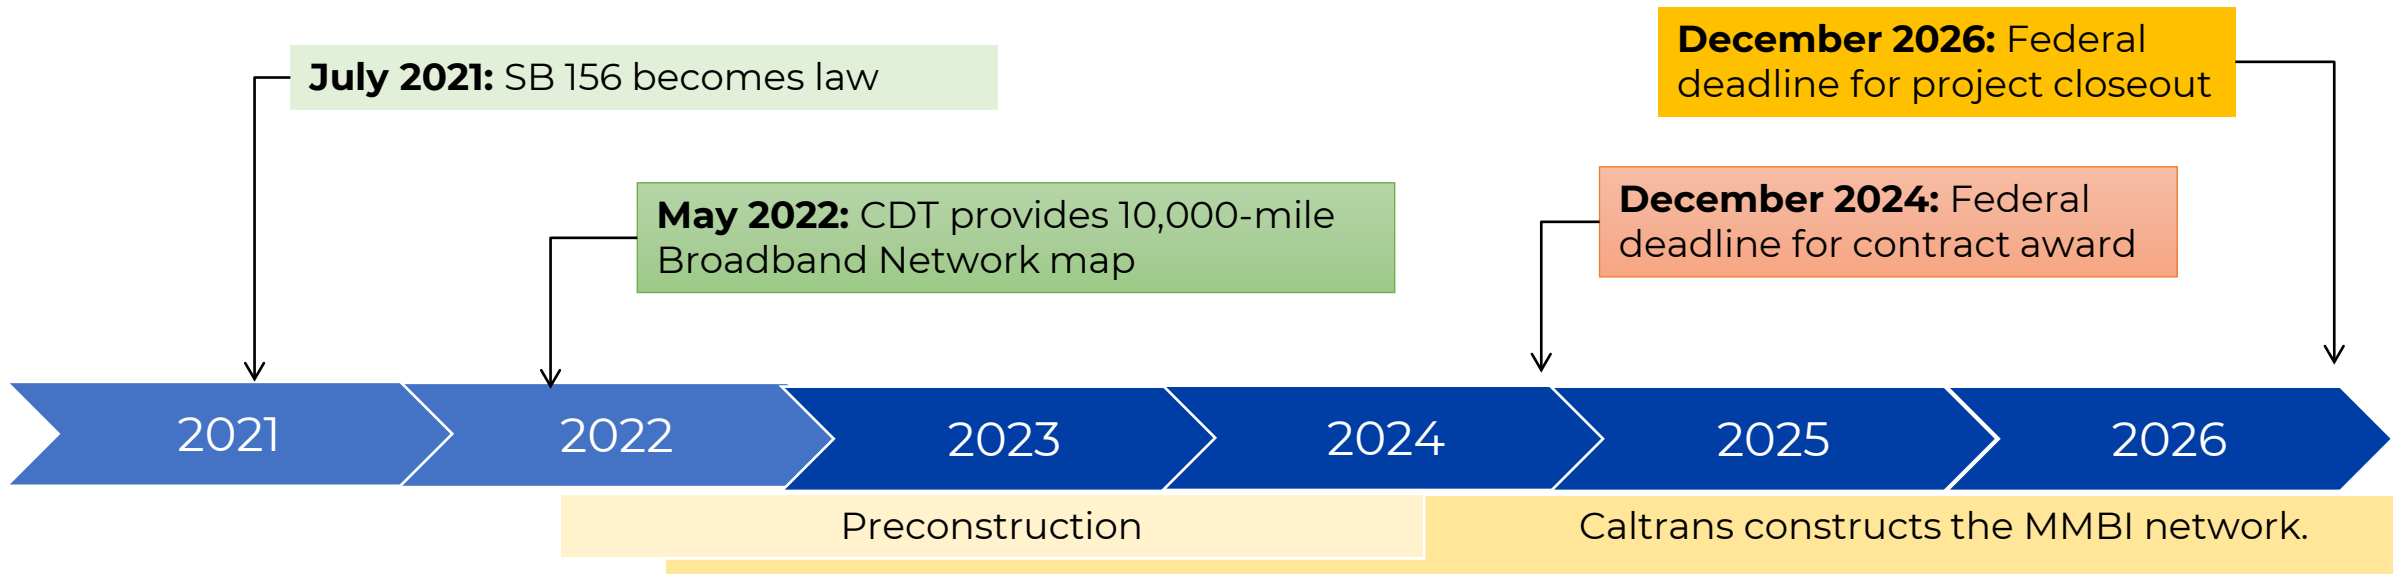 July 2021: SB 156 becomes law
December 2026: Federal
deadline for project closeout
May 2022: CDT provides 10,000-mile
Broadband Network map
December 2024: Federal
deadline for contract award
2021
2022
2023
2024
2025
2026
Preconstruction
Caltrans constructs the MMBI network.